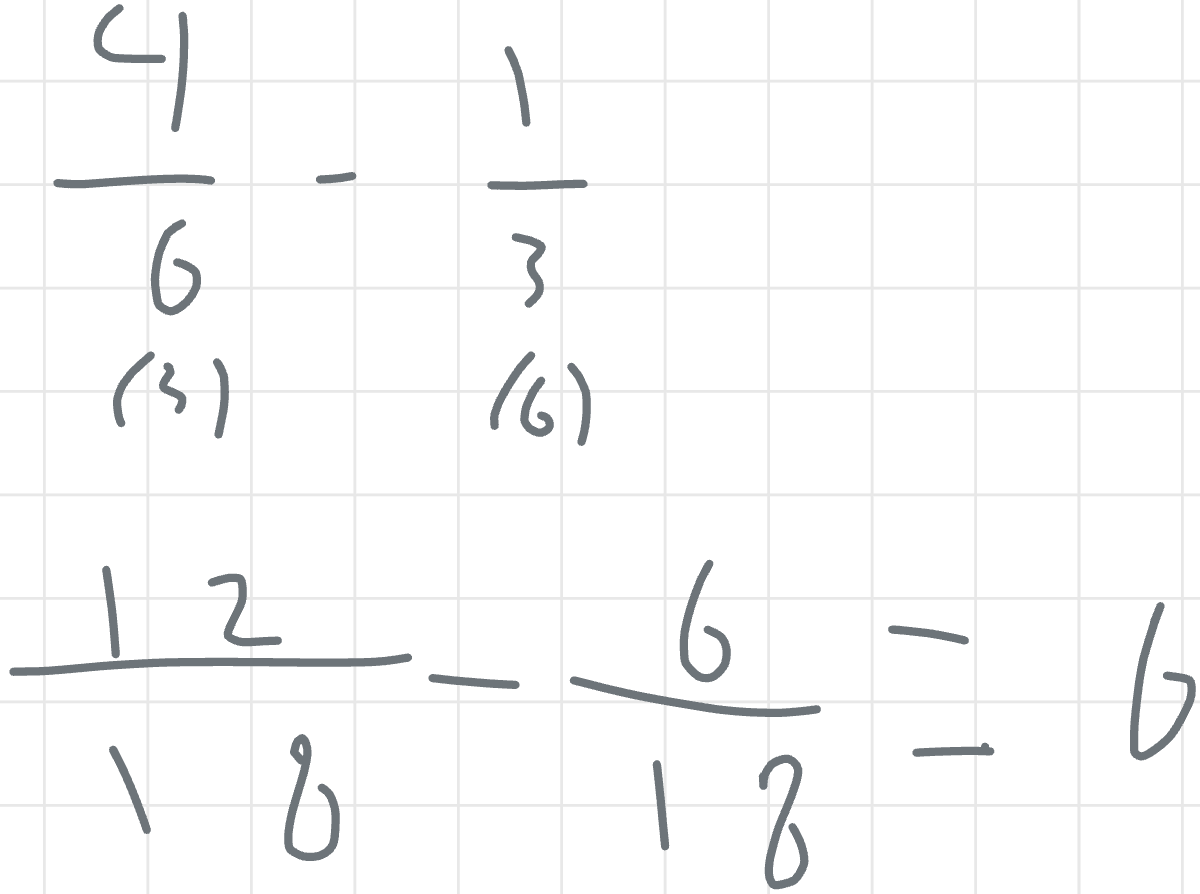 4/6 - 1/3
(3) (6)
12/18 - 6/18 = 6